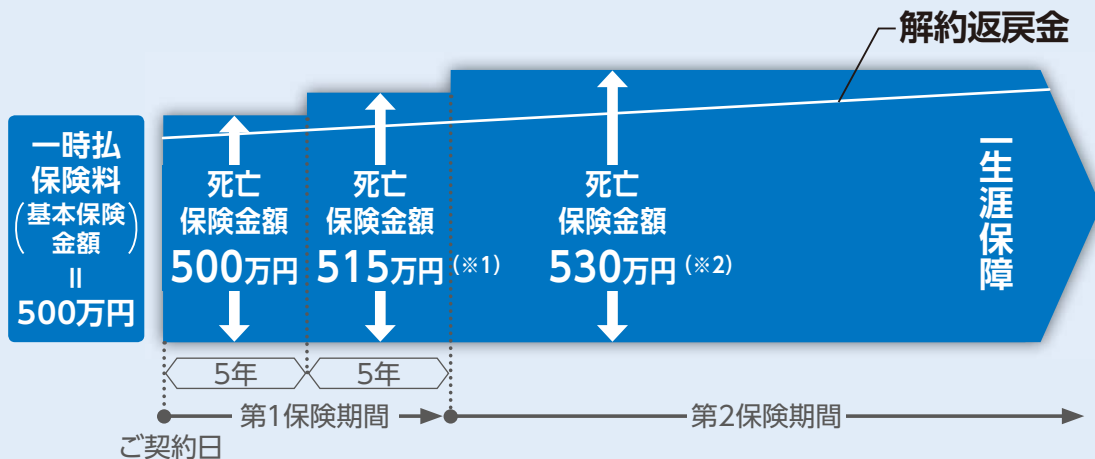 解約返戻金
一時払
保険料
(基本保険
金額)
=
500万円
死亡
保険金額
500万円
死亡
保険金額
515万円(※1)
死亡
保険金額
530万円(※2)
一生涯保障
5年
5年
第1保険期間
第2保険期間
ご契約日